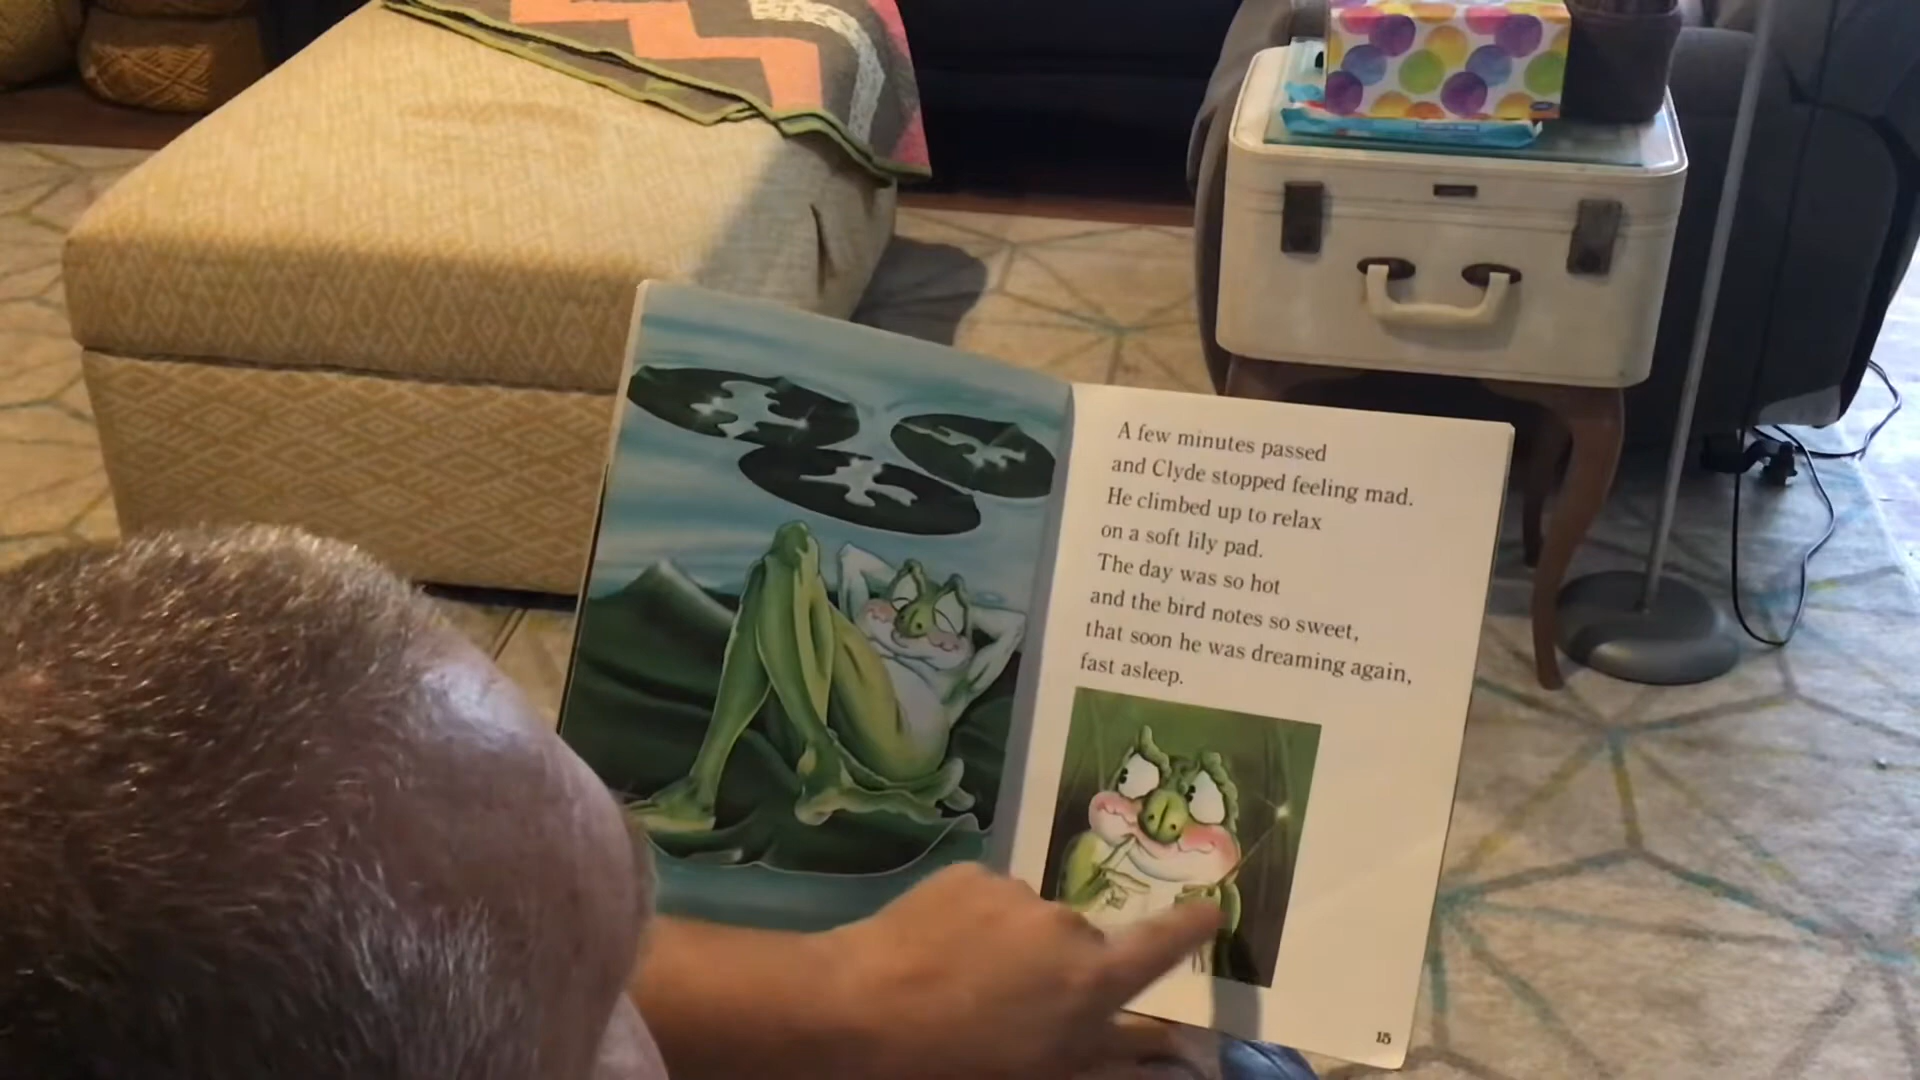 A few minutes passed
and Clyde stopped feeling mad.
He climbed up to relax
on a soft lily pad.
The day was so hot
and the bird notes so sweet,
that soon he was dreaming again,
fast asleep.
15